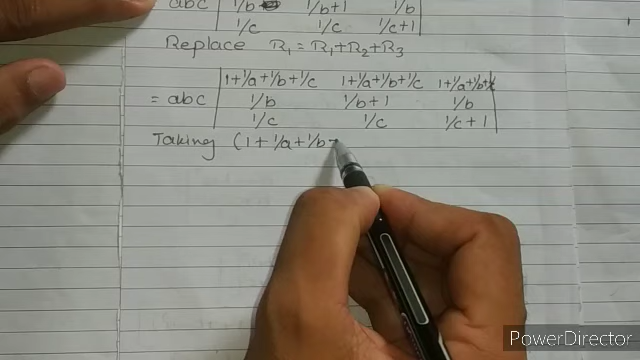 abc 1/b 1/b+1 1/b
1/c 1/c 1/c+1
Replace R₁ = R₁+R₂+R₃
1+1/a+1/b+1/c 1+1/a+1/b+1/c 1+1/a+1/b+1/c
= abc 1/b 1/b+1 1/b
1/c 1/c 1/c+1
Taking (1+1/a+1/b+
PowerDirector